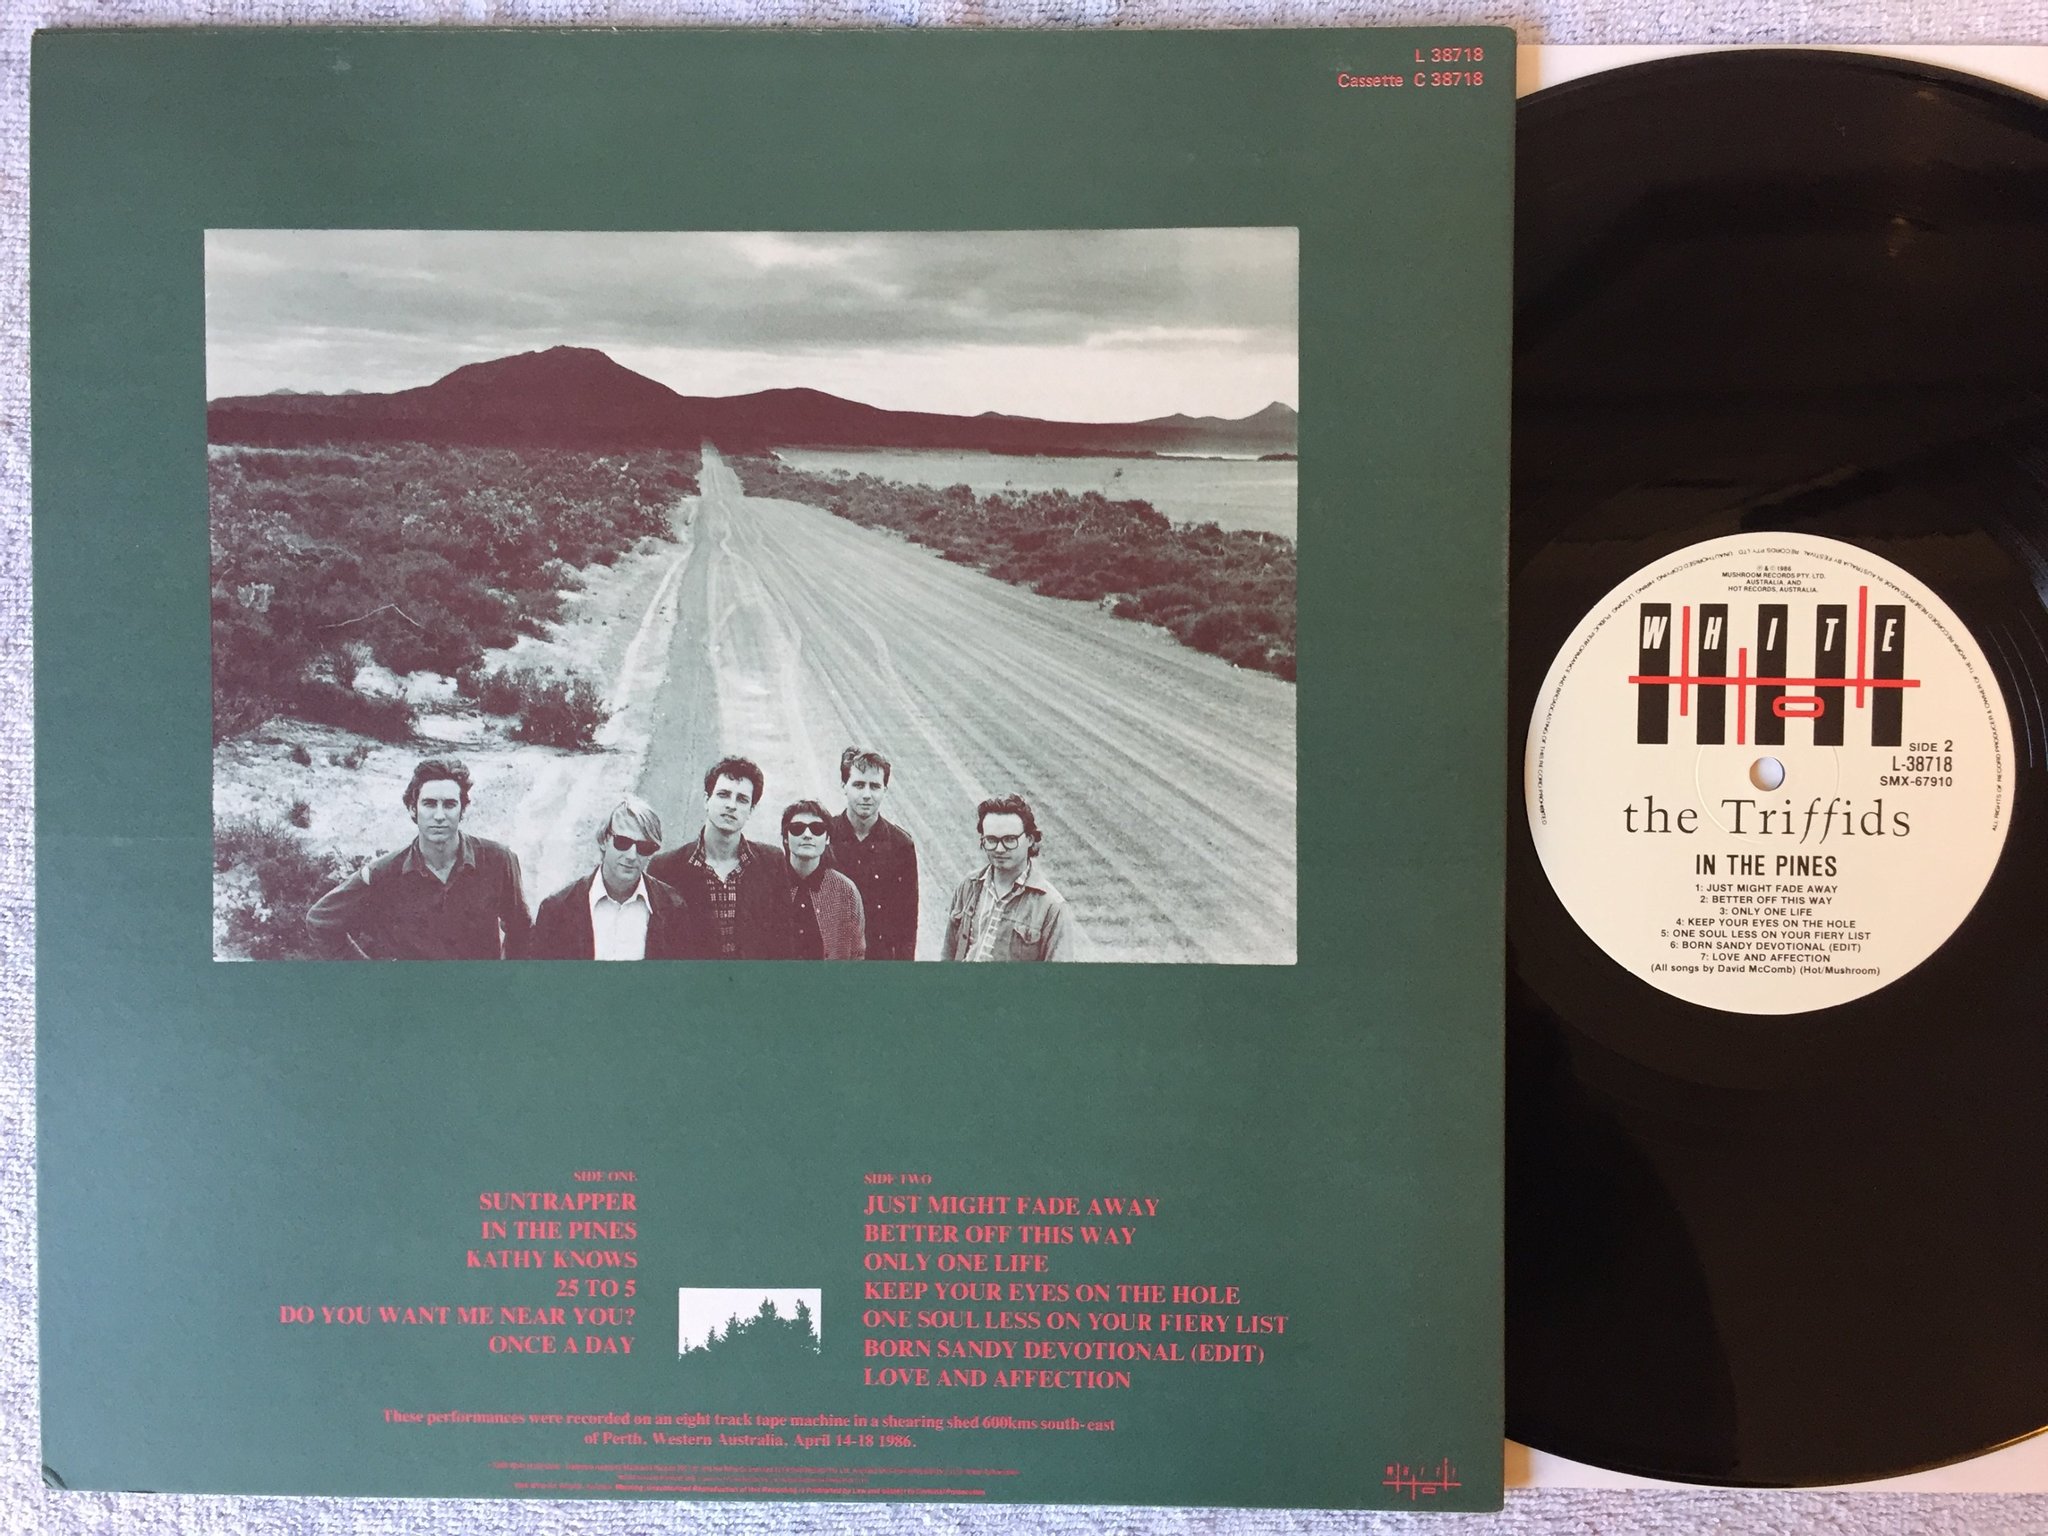 L 38718
Cassette C 38718
SIDE ONE
SUNTRAPPER
IN THE PINES
KATHY KNOWS
25 TO 5
DO YOU WANT ME NEAR YOU?
ONCE A DAY
SIDE TWO
JUST MIGHT FADE AWAY
BETTER OFF THIS WAY
ONLY ONE LIFE
KEEP YOUR EYES ON THE HOLE
ONE SOUL LESS ON YOUR FIERY LIST
BORN SANDY DEVOTIONAL (EDIT)
LOVE AND AFFECTION
These performances were recorded on an eight track tape machine in a shearing shed 600kms south-east
of Perth, Western Australia, April 14-18 1986.
℗ & © 1986
MUSHROOM RECORDS PTY. LTD.
AUSTRALIA. AND
HOT RECORDS, AUSTRALIA.
WHITE
HOT
SIDE 2
L-38718
SMX-67910
the Triffids
IN THE PINES
1: JUST MIGHT FADE AWAY
2: BETTER OFF THIS WAY
3: ONLY ONE LIFE
4: KEEP YOUR EYES ON THE HOLE
5: ONE SOUL LESS ON YOUR FIERY LIST
6: BORN SANDY DEVOTIONAL (EDIT)
7: LOVE AND AFFECTION
(All songs by David McComb) (Hot/Mushroom)